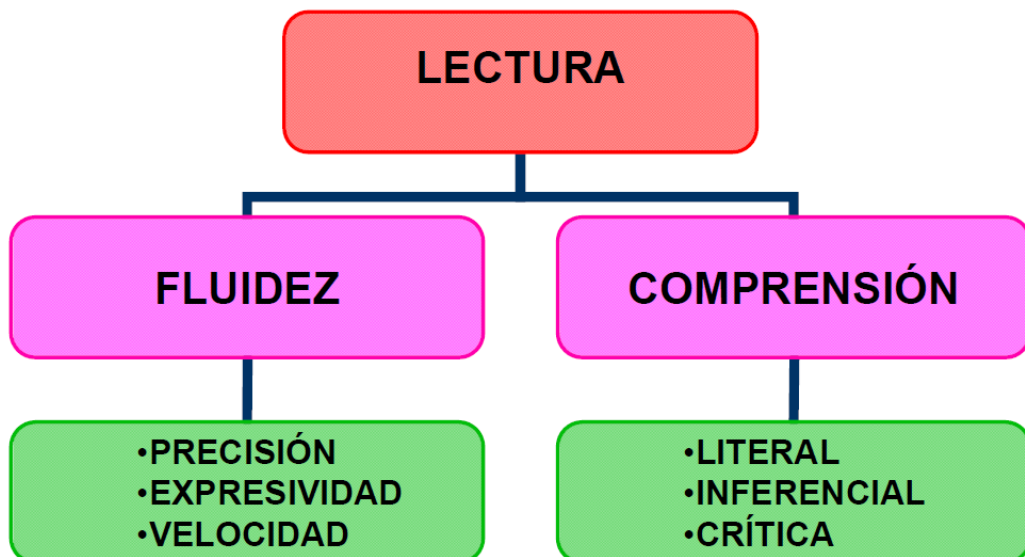 LECTURA
FLUIDEZ
COMPRENSIÓN
•PRECISIÓN
•EXPRESIVIDAD
•VELOCIDAD
•LITERAL
•INFERENCIAL
•CRÍTICA